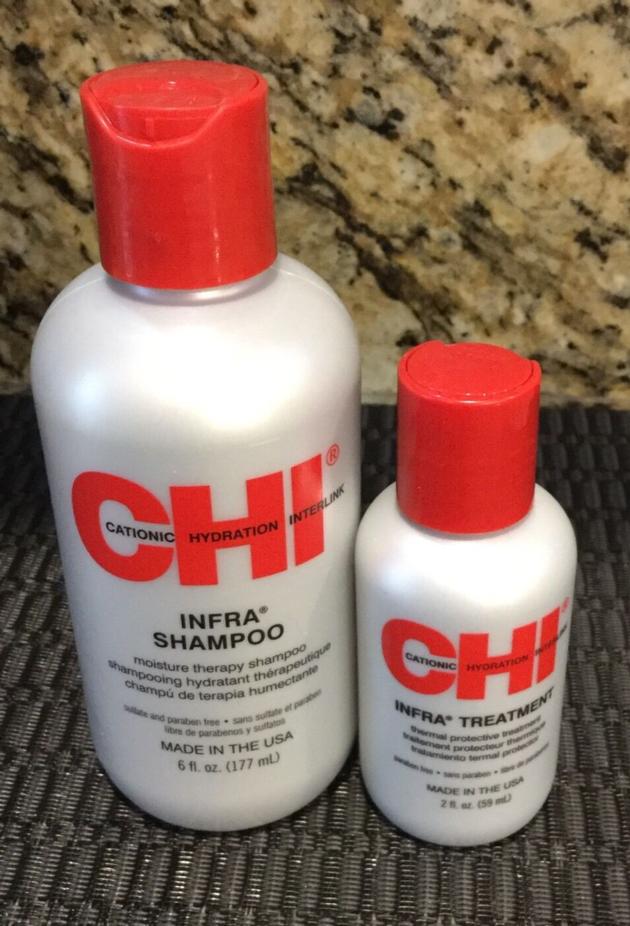 CHI®
CATIONIC HYDRATION INTERLINK
INFRA®
SHAMPOO
moisture therapy shampoo
shampooing hydratant thérapeutique
champú de terapia humectante
sulfate and paraben free • sans sulfate et paraben
libre de parabenos y sulfatos
MADE IN THE USA
6 fl. oz. (177 mL)
CHI®
CATIONIC HYDRATION INTERLINK
INFRA® TREATMENT
thermal protective treatment
traitement protecteur thermique
tratamiento termal protector
paraben free • sans paraben • libre de parabenos
MADE IN THE USA
2 fl. oz. (59 mL)